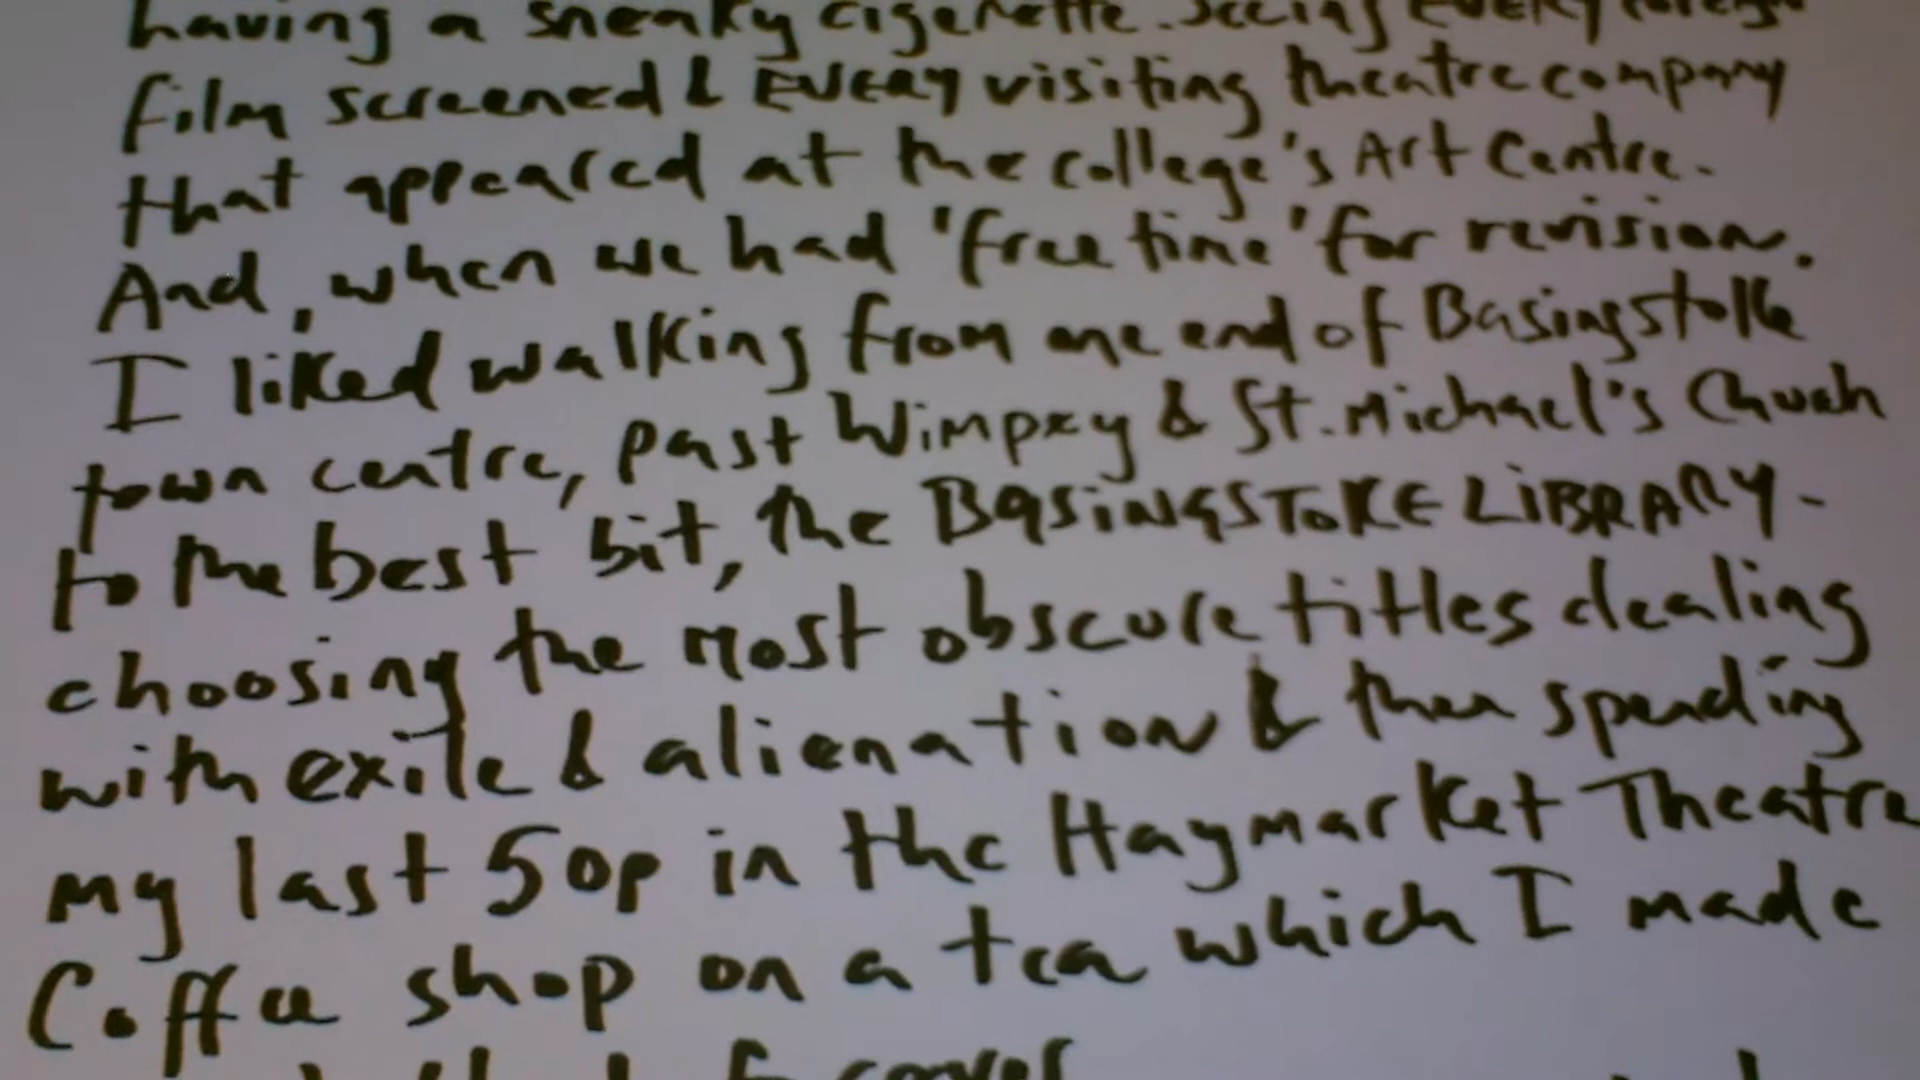 having a sneaky cigerette. Seeing EVERY foreign
film screened & EVERY visiting theatre company
that appeared at the college's Art Centre.
And, when we had 'free time' for revision.
I liked walking from one end of Basingstoke
town centre, past Wimpey & St. Michael's Church
to the best bit, the BASINGSTOKE LIBRARY -
choosing the most obscure titles dealing
with exile & alienation & then spending
my last 50p in the Haymarket Theatre
Coffee shop on a tea which I made